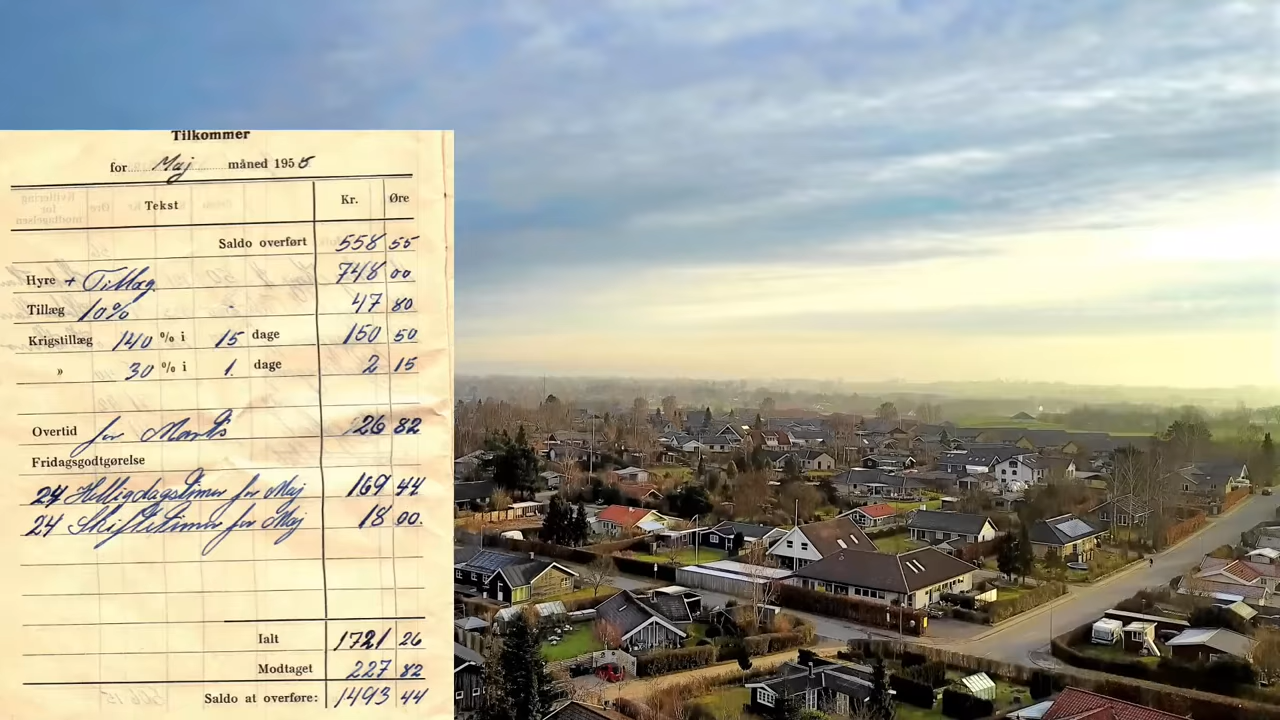 Tilkommer
for Maj måned 1955
Tekst Kr. Øre
Saldo overført 558 55
Hyre + Tillæg 748 00
Tillæg 10% 47 80
Krigstillæg 140 % i 15 dage 150 50
» 30 % i 1. dage 2 15
Overtid for Marts 26 82
Fridagsgodtgørelse
24 Helligdagstimer for Maj 169 44
24 Skiftetimer for Maj 18 00.
Ialt 1721 26
Modtaget 227 82
Saldo at overføre: 1493 44